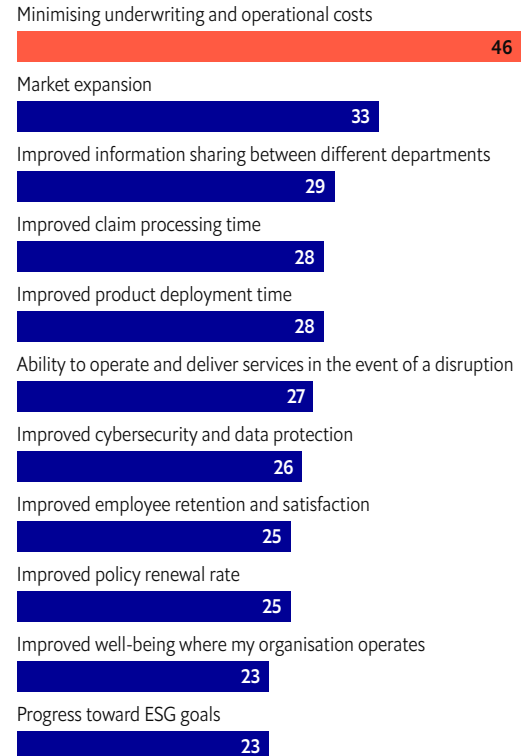 Minimising underwriting and operational costs
46
Market expansion
33
Improved information sharing between different departments
29
Improved claim processing time
28
Improved product deployment time
28
Ability to operate and deliver services in the event of a disruption
27
Improved cybersecurity and data protection
26
Improved employee retention and satisfaction
25
Improved policy renewal rate
25
Improved well-being where my organisation operates
23
Progress toward ESG goals
23